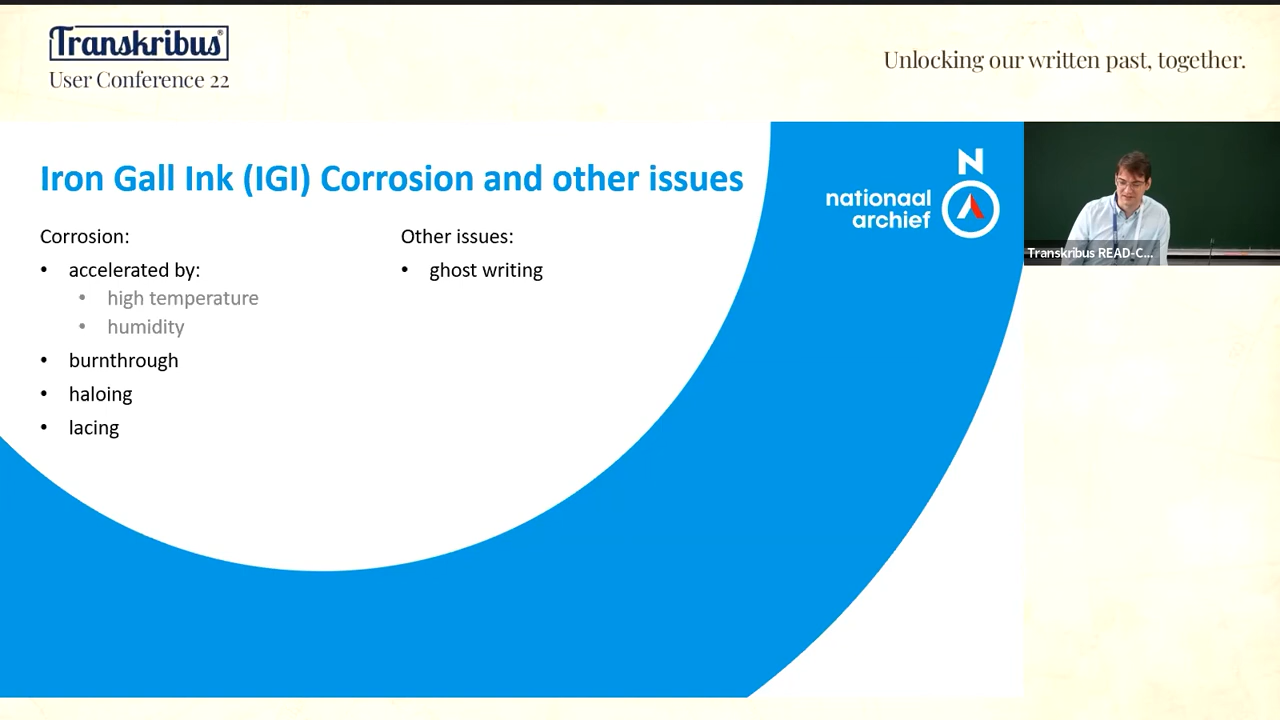 Transkribus
User Conference 22
Unlocking our written past, together.
Iron Gall Ink (IGI) Corrosion and other issues
Corrosion:
• accelerated by:
• high temperature
• humidity
• burnthrough
• haloing
• lacing
Other issues:
• ghost writing
N
nationaal
archief
Transkribus READ-C...